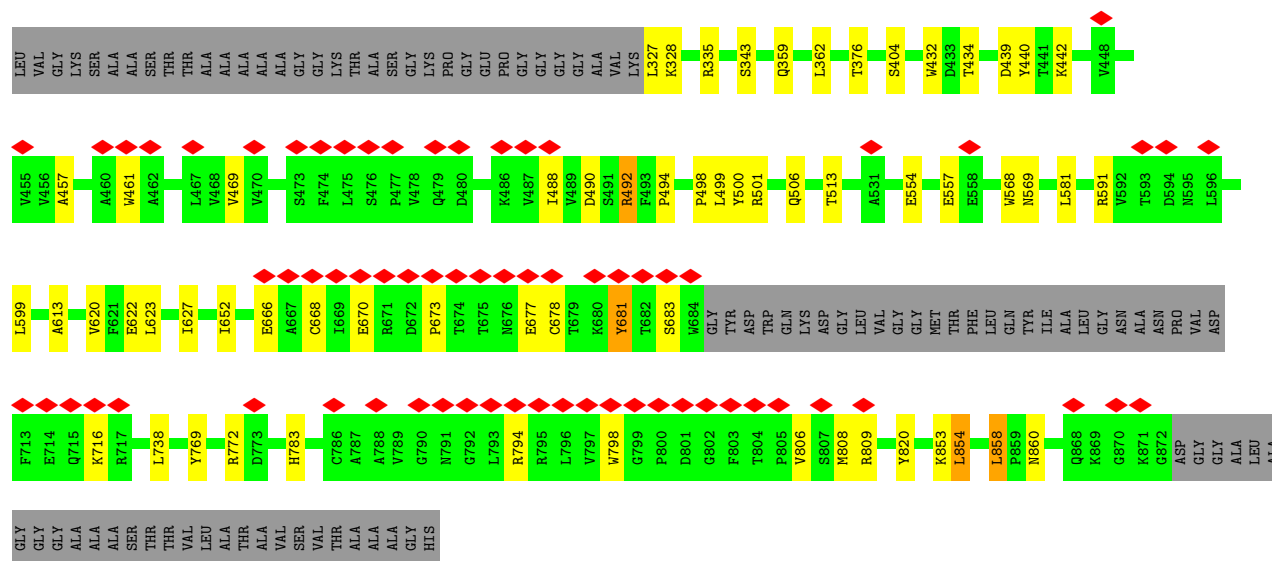 LEU VAL GLY LYS SER ALA ALA SER THR THR ALA ALA ALA ALA ALA GLY GLY LYS THR ALA SER GLY LYS PRO GLY GLU PRO GLY GLY GLY GLY ALA VAL LYS L327 K328 R335 S343 Q359 L362 T376 S404 W432 D433 T434 D439 Y440 T441 K442 V448
V455 V456 A457 A460 W461 A462 L467 V468 V469 V470 S473 F474 L475 S476 P477 V478 Q479 D480 K486 V487 I488 V489 D490 S491 R492 F493 P494 P498 L499 Y500 R501 Q506 T513 A531 E554 E557 E558 W568 N569 L581 R591 V592 T593 D594 N595 L596
L599 A613 V620 F621 E622 L623 I627 I652 E666 A667 C668 I669 E670 R671 D672 P673 T674 T675 N676 E677 C678 T679 K680 Y681 T682 S683 W684 GLY TYR ASP TRP GLN LYS ASP GLY LEU VAL GLY GLY MET THR PHE LEU GLN TYR ILE ALA LEU GLY ASN ALA ASN PRO VAL ASP
F713 E714 Q715 K716 R717 L738 Y769 R772 D773 H783 C786 A787 A788 V789 G790 N791 G792 L793 R794 R795 L796 V797 W798 G799 P800 D801 G802 F803 T804 P805 V806 S807 M808 R809 Y820 K853 L854 L858 P859 N860 Q868 K869 G870 K871 G872 ASP GLY GLY ALA LEU ALA
GLY GLY GLY ALA ALA ALA SER THR THR VAL LEU ALA THR ALA VAL SER VAL THR ALA ALA ALA GLY HIS